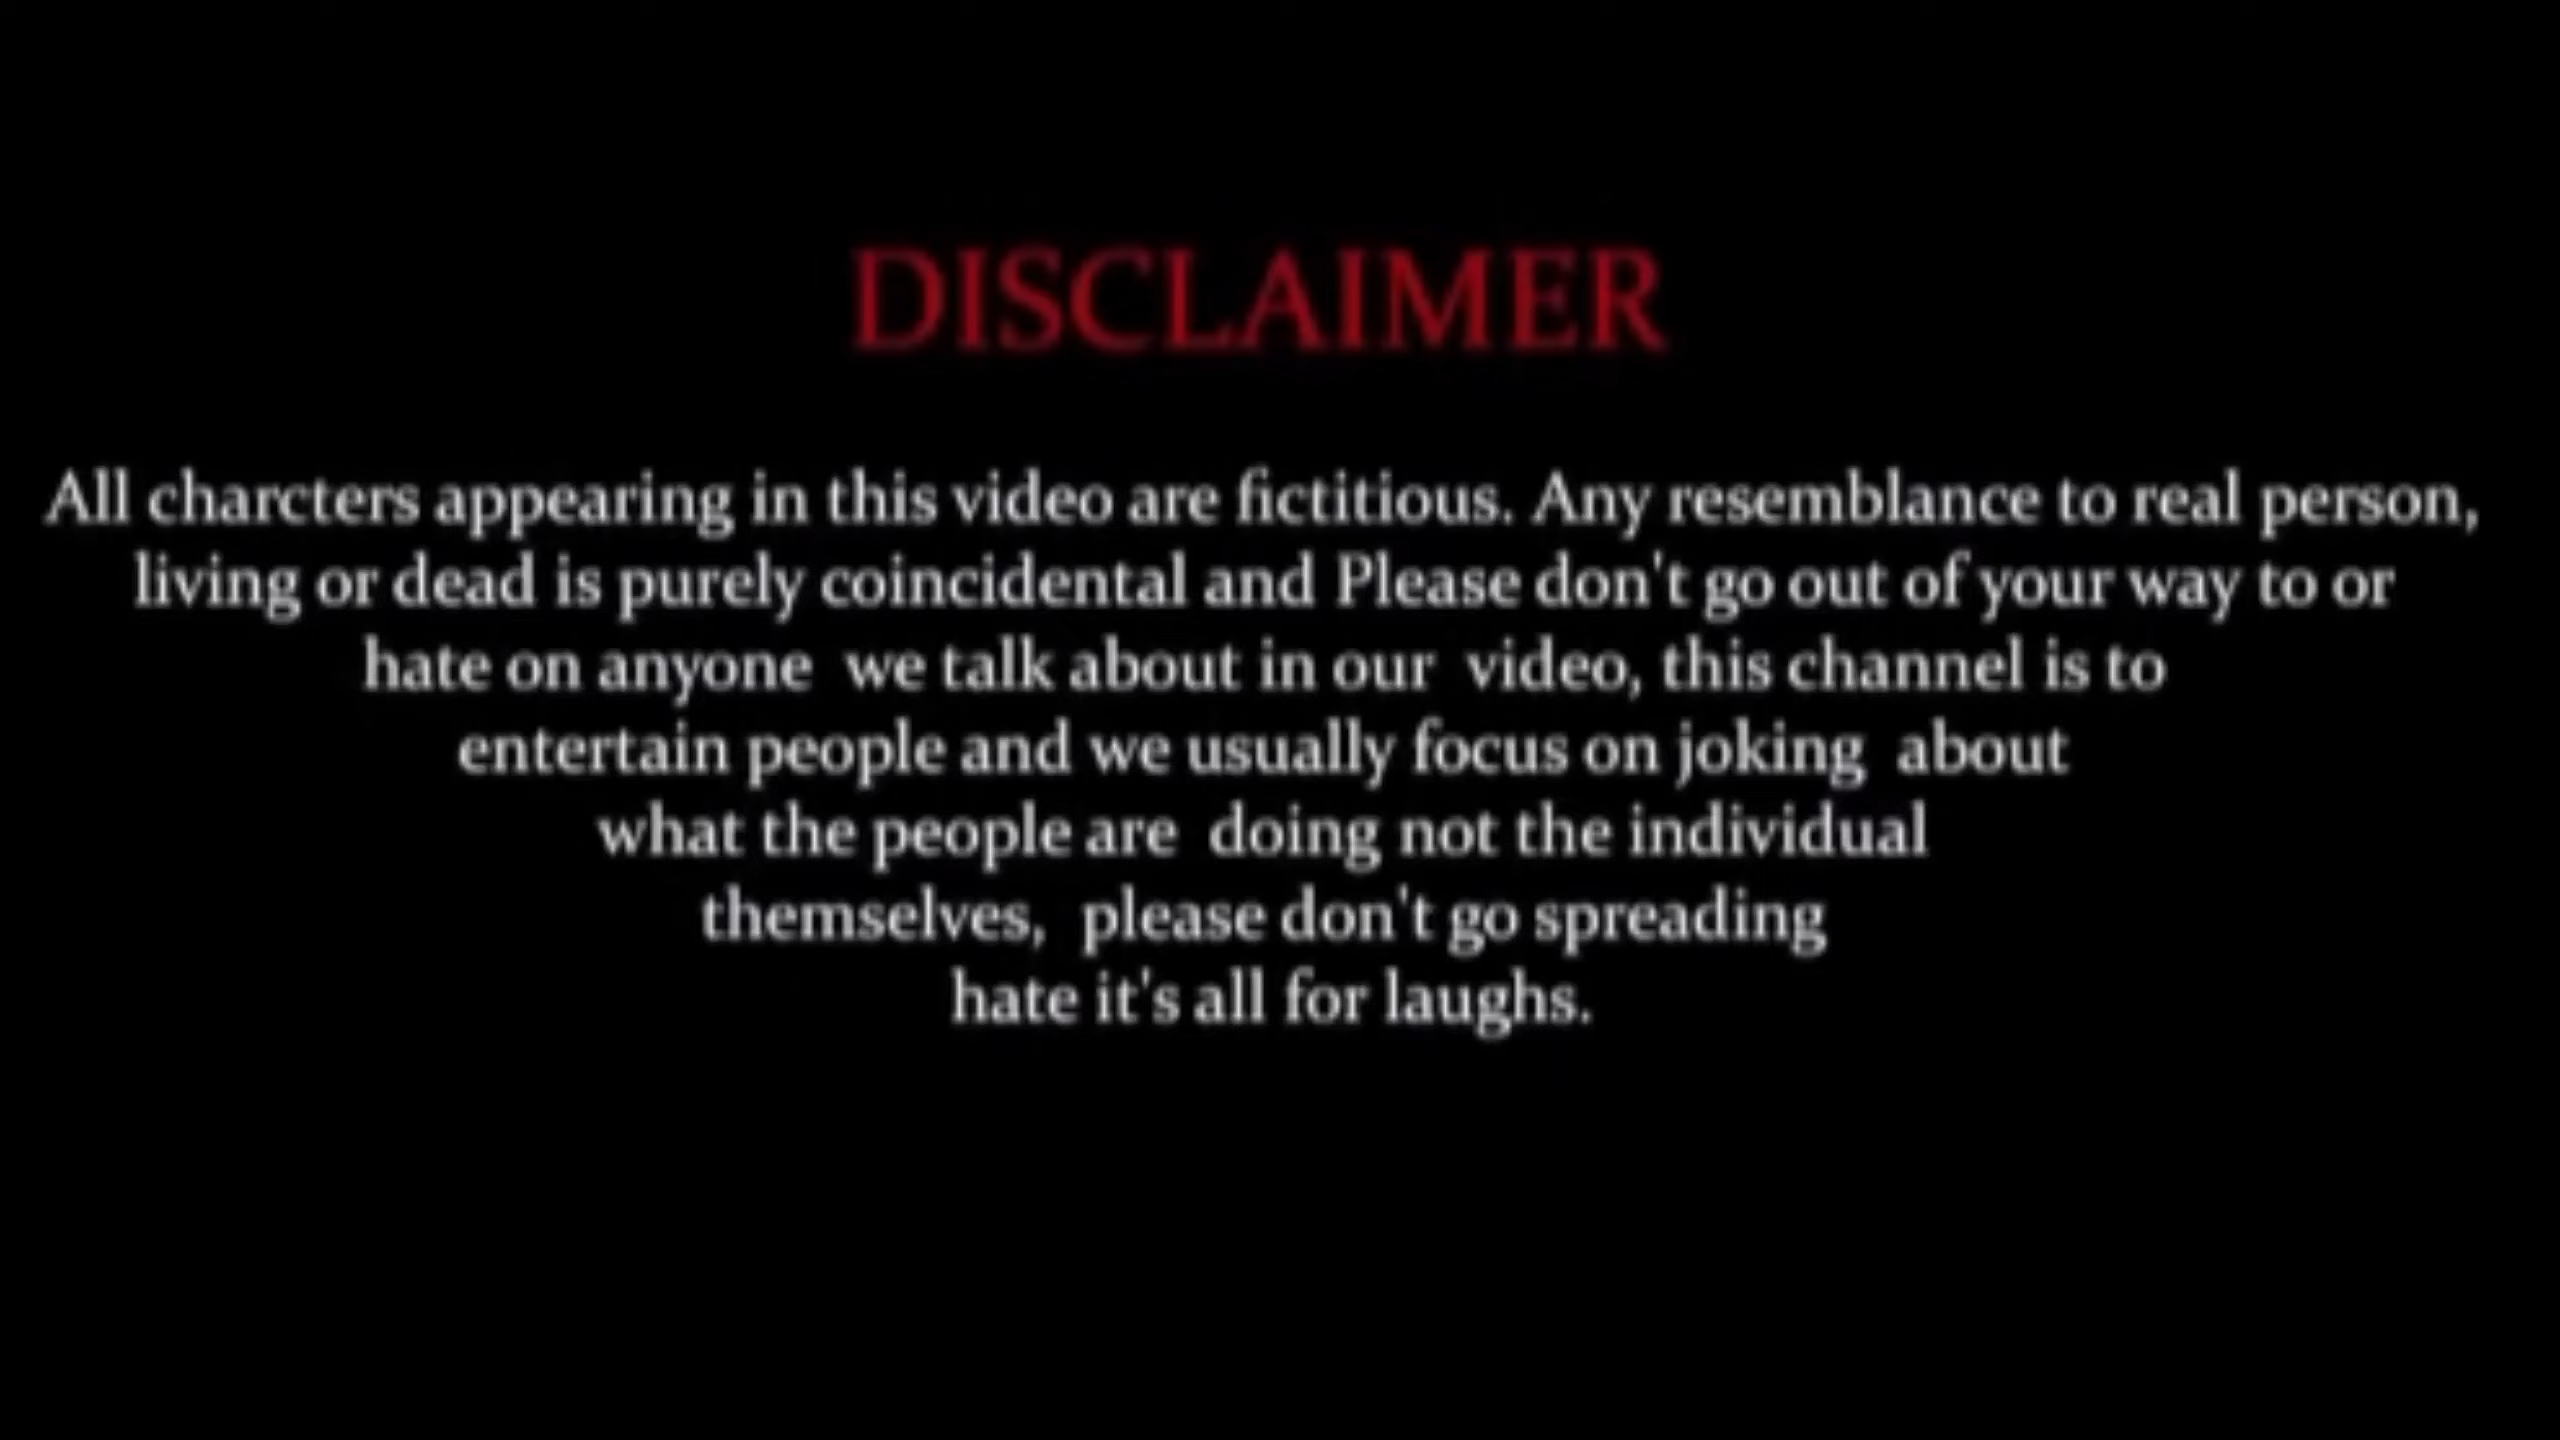 DISCLAIMER
All charcters appearing in this video are fictitious. Any resemblance to real person,
living or dead is purely coincidental and Please don't go out of your way to or
hate on anyone  we talk about in our  video, this channel is to
entertain people and we usually focus on joking  about
what the people are  doing not the individual
themselves,  please don't go spreading
hate it's all for laughs.